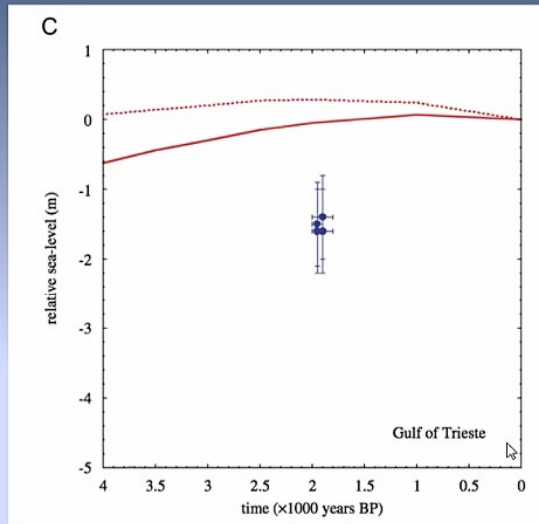 C
1
0
-1
-2
-3
-4
-5
relative sea-level (m)
Gulf of Trieste
4 3.5 3 2.5 2 1.5 1 0.5 0
time (×1000 years BP)